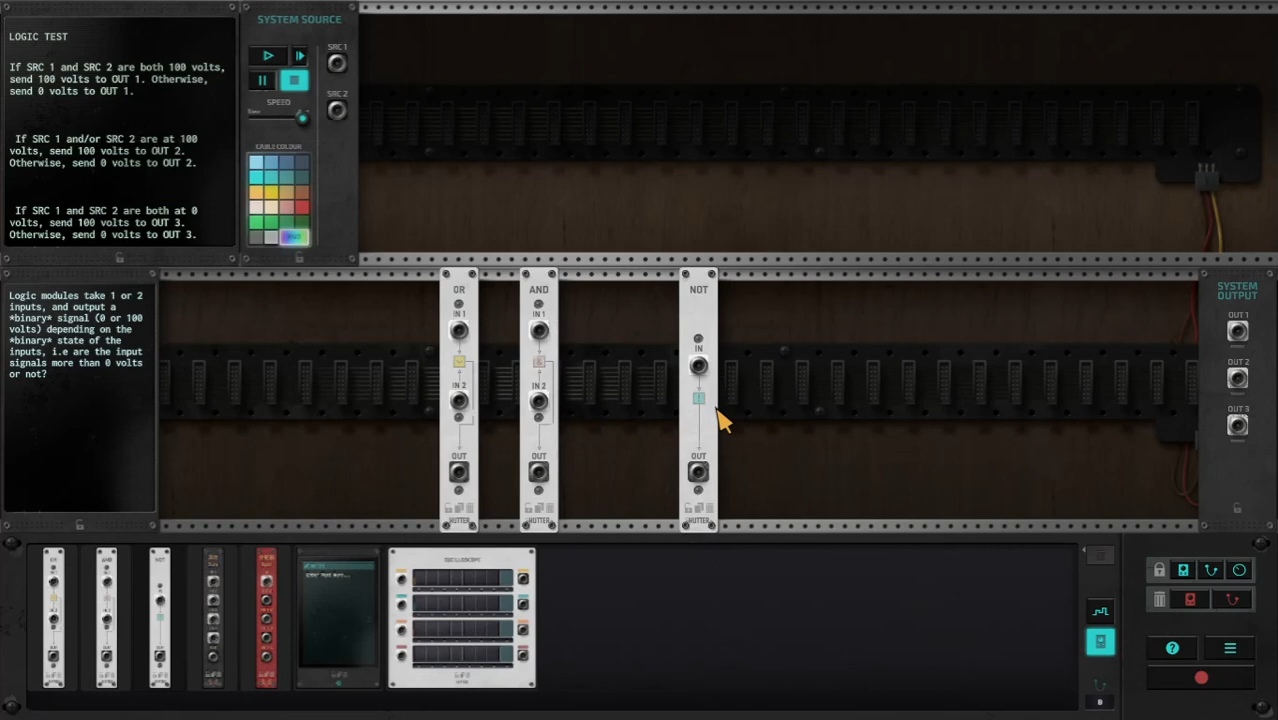 LOGIC TEST
If SRC 1 and SRC 2 are both 100 volts,
send 100 volts to OUT 1. Otherwise,
send 0 volts to OUT 1.
If SRC 1 and/or SRC 2 are at 100
volts, send 100 volts to OUT 2.
Otherwise, send 0 volts to OUT 2.
If SRC 1 and SRC 2 are both at 0
volts, send 100 volts to OUT 3.
Otherwise, send 0 volts to OUT 3.
SYSTEM SOURCE
SRC 1
SRC 2
SPEED
CABLE COLOUR
Logic modules take 1 or 2
inputs, and output a
*binary* signal (0 or 100
volts) depending on the
*binary* state of the
inputs, i.e are the input
signals more than 0 volts
or not?
OR
IN 1
IN 2
OUT
MUTTER
AND
IN 1
IN 2
OUT
MUTTER
NOT
IN
OUT
MUTTER
SYSTEM
OUTPUT
OUT 1
OUT 2
OUT 3
OR
AND
NOT
OSCILLOSCOPE
?